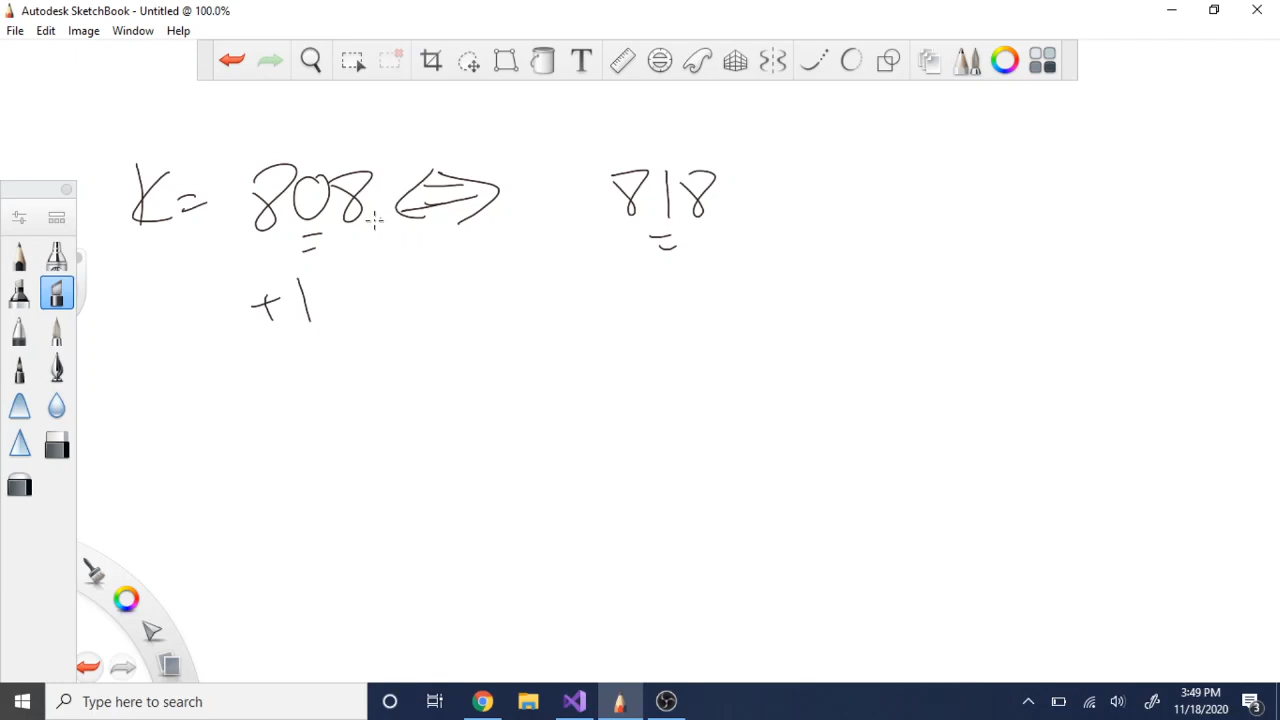 Autodesk SketchBook - Untitled @ 100.0%
File Edit Image Window Help
K= 808 <=> 818
+1
Type here to search
3:49 PM
11/18/2020
3